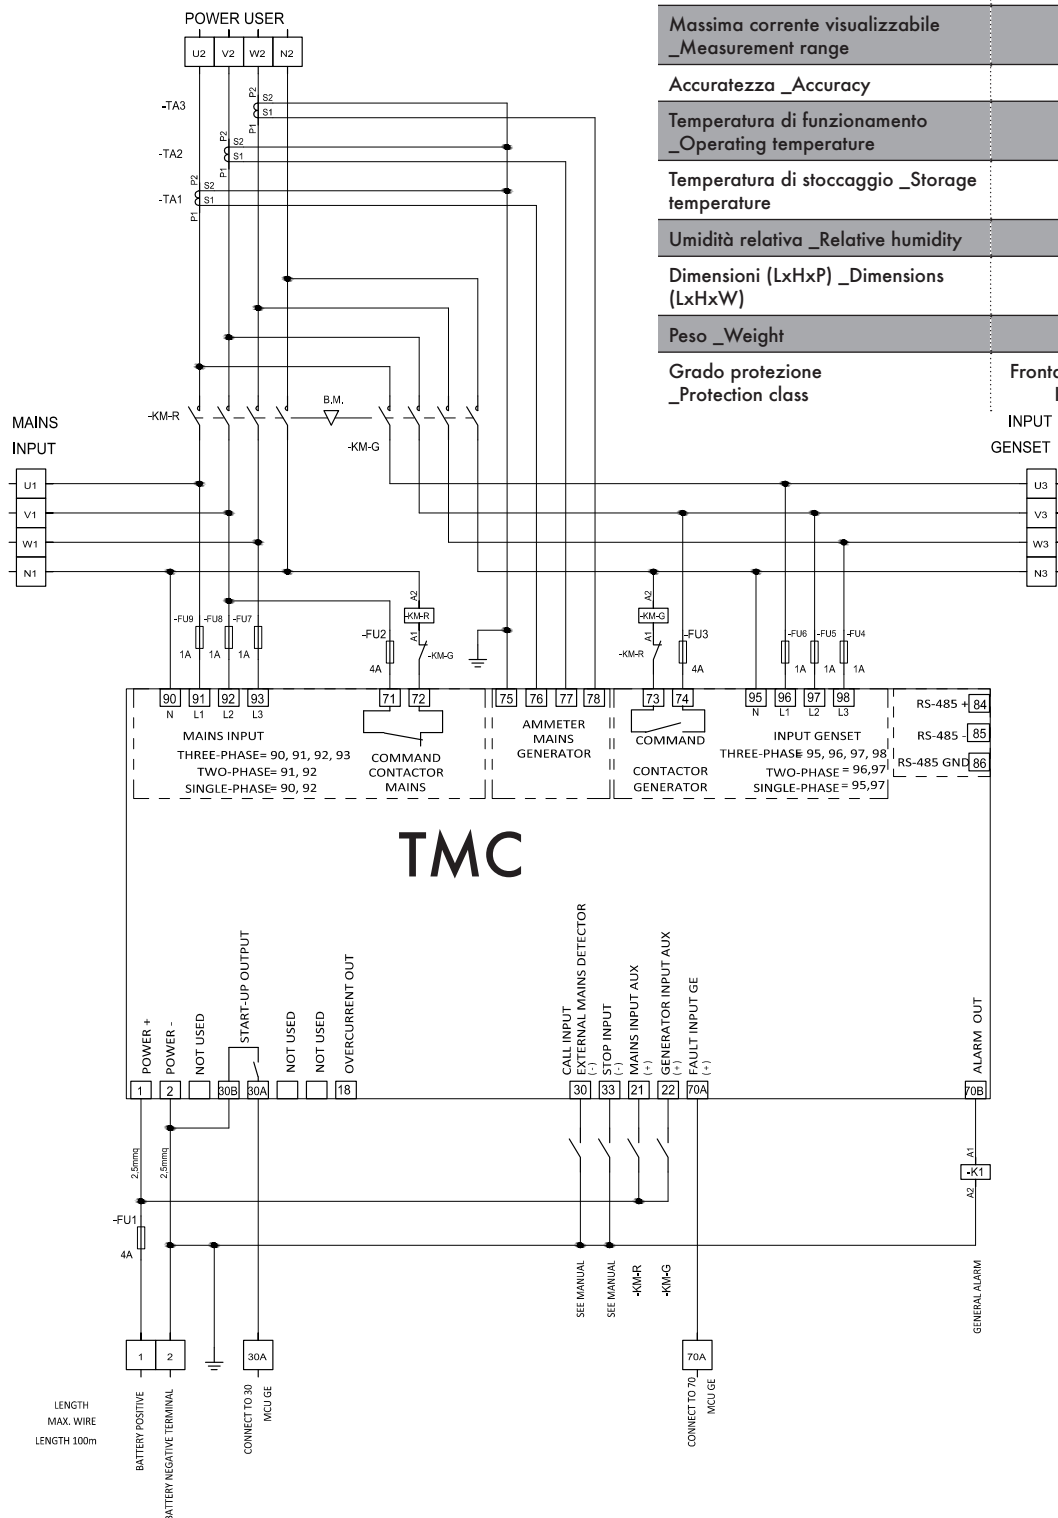 POWER USER
U2 V2 W2 N2
Massima corrente visualizzabile
_Measurement range
Accuratezza _Accuracy
Temperatura di funzionamento
_Operating temperature
Temperatura di stoccaggio _Storage
temperature
Umidità relativa _Relative humidity
Dimensioni (LxHxP) _Dimensions
(LxHxW)
Peso _Weight
Grado protezione
_Protection class
-TA3 P2 S2 S1 P1
-TA2 P2 S2 S1 P1
-TA1 P2 S2 S1 P1
-KM-R
B.M.
-KM-G
MAINS
INPUT
U1
V1
W1
N1
INPUT
GENSET
U3
V3
W3
N3
-FU9 -FU8 -FU7
1A 1A 1A
-FU2
4A
A2
-KM-R
A1
-KM-G
A2
-KM-G
A1
-KM-R
-FU3
4A
-FU6 -FU5 -FU4
1A 1A 1A
90 91 92 93 71 72 75 76 77 78 73 74 95 96 97 98
N L1 L2 L3
N L1 L2 L3
MAINS INPUT
THREE-PHASE= 90, 91, 92, 93
TWO-PHASE= 91, 92
SINGLE-PHASE= 90, 92
COMMAND
CONTACTOR
MAINS
AMMETER
MAINS
GENERATOR
COMMAND
CONTACTOR
GENERATOR
INPUT GENSET
THREE-PHASE= 95, 96, 97, 98
TWO-PHASE = 96,97
SINGLE-PHASE = 95,97
RS-485 + 84
RS-485 - 85
RS-485 GND 86
TMC
POWER +
POWER -
NOT USED
START-UP OUTPUT
NOT USED
NOT USED
OVERCURRENT OUT
CALL INPUT
EXTERNAL MAINS DETECTOR
(-)
STOP INPUT
(-)
MAINS INPUT AUX
(+)
GENERATOR INPUT AUX
(+)
FAULT INPUT GE
(+)
ALARM OUT
1 2 30B 30A 18 30 33 21 22 70A 70B
2,5mmq
2,5mmq
-FU1
4A
A1
-K1
A2
SEE MANUAL
SEE MANUAL
-KM-R
-KM-G
GENERAL ALARM
1 2 30A 70A
BATTERY POSITIVE
BATTERY NEGATIVE TERMINAL
CONNECT TO 30
MCU GE
CONNECT TO 70
MCU GE
LENGTH
MAX. WIRE
LENGTH 100m